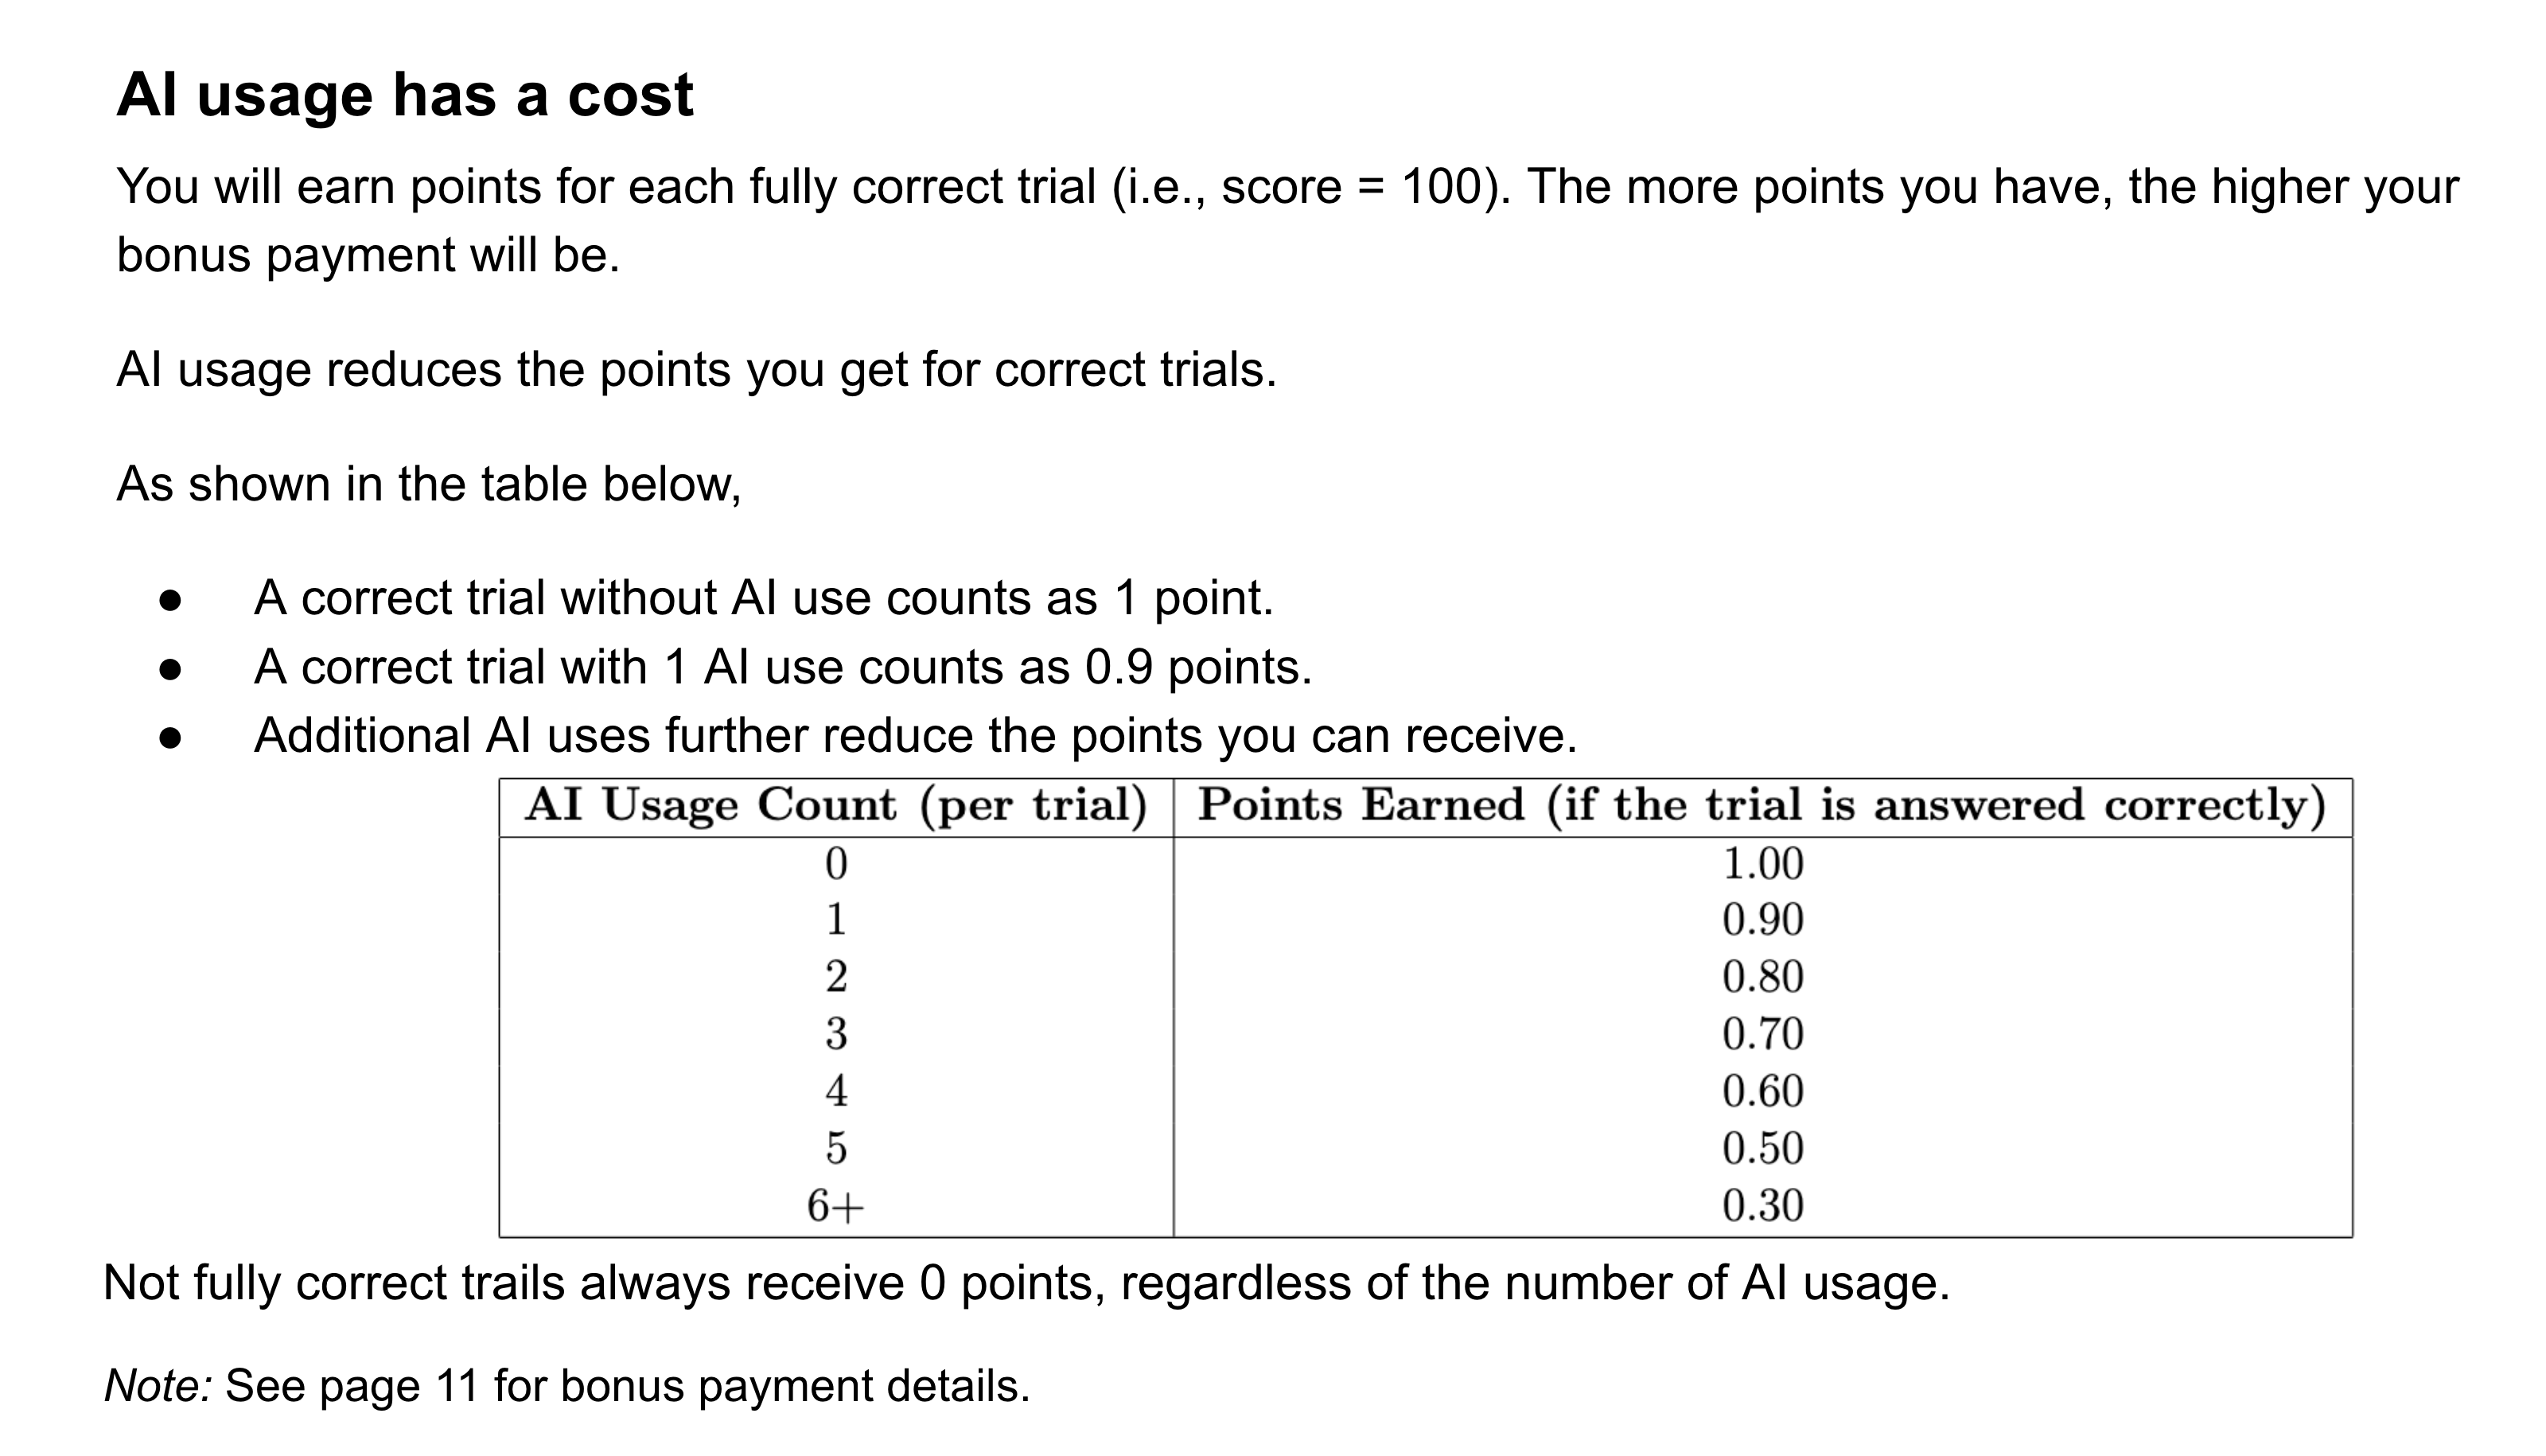 AI usage has a cost
You will earn points for each fully correct trial (i.e., score = 100). The more points you have, the higher your
bonus payment will be.
AI usage reduces the points you get for correct trials.
As shown in the table below,
● A correct trial without AI use counts as 1 point.
● A correct trial with 1 AI use counts as 0.9 points.
● Additional AI uses further reduce the points you can receive.
AI Usage Count (per trial) Points Earned (if the trial is answered correctly)
0 1.00
1 0.90
2 0.80
3 0.70
4 0.60
5 0.50
6+ 0.30
Not fully correct trails always receive 0 points, regardless of the number of AI usage.
Note: See page 11 for bonus payment details.